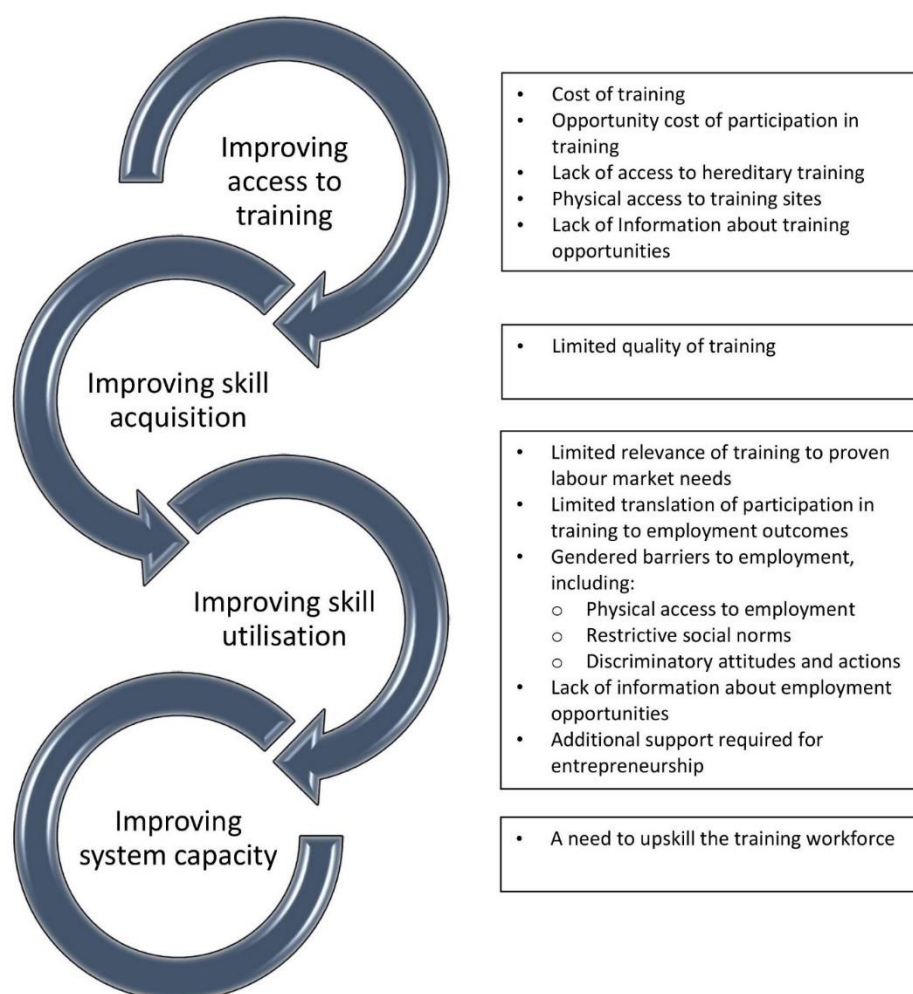 Improving
access to
training
• Cost of training
• Opportunity cost of participation in
training
• Lack of access to hereditary training
• Physical access to training sites
• Lack of Information about training
opportunities
Improving skill
acquisition
• Limited quality of training
Improving skill
utilisation
• Limited relevance of training to proven
labour market needs
• Limited translation of participation in
training to employment outcomes
• Gendered barriers to employment,
including:
o Physical access to employment
o Restrictive social norms
o Discriminatory attitudes and actions
• Lack of information about employment
opportunities
• Additional support required for
entrepreneurship
Improving
system capacity
• A need to upskill the training workforce